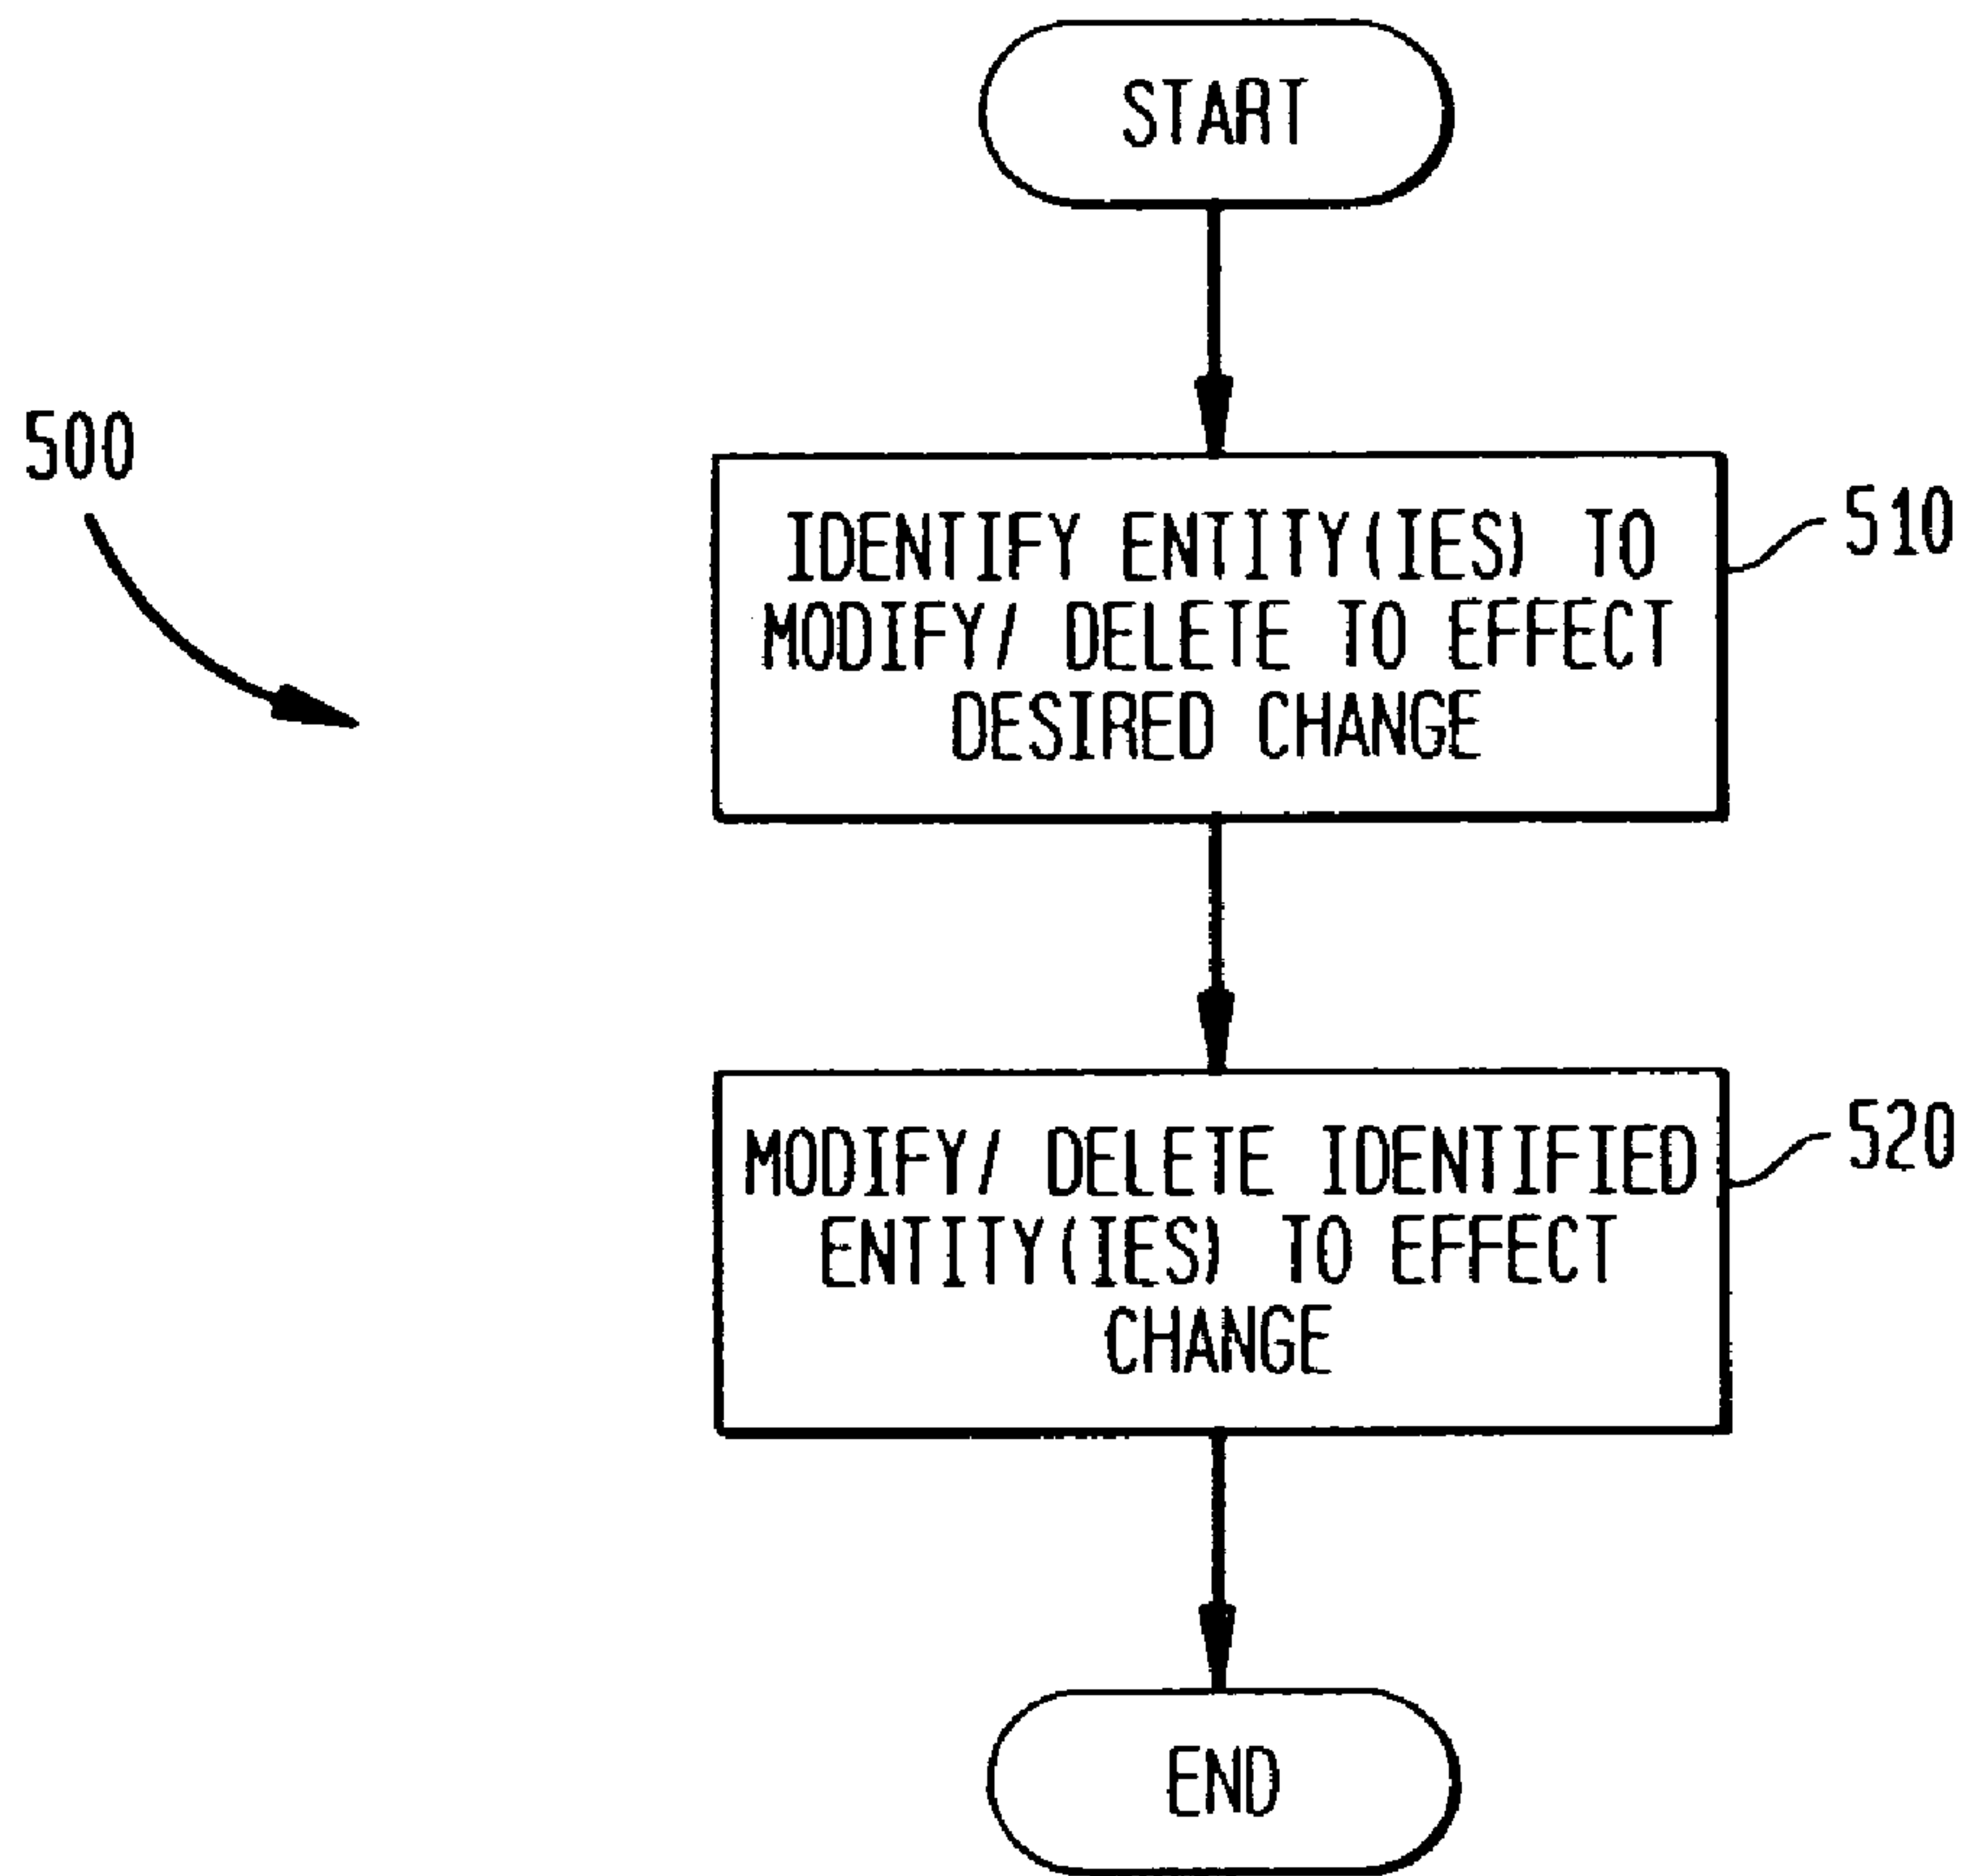 START
500
IDENTIFY ENTITY(IES) TO
MODIFY/ DELETE TO EFFECT
DESIRED CHANGE
510
MODIFY/ DELETE IDENTIFIED
ENTITY(IES) TO EFFECT
CHANGE
520
END